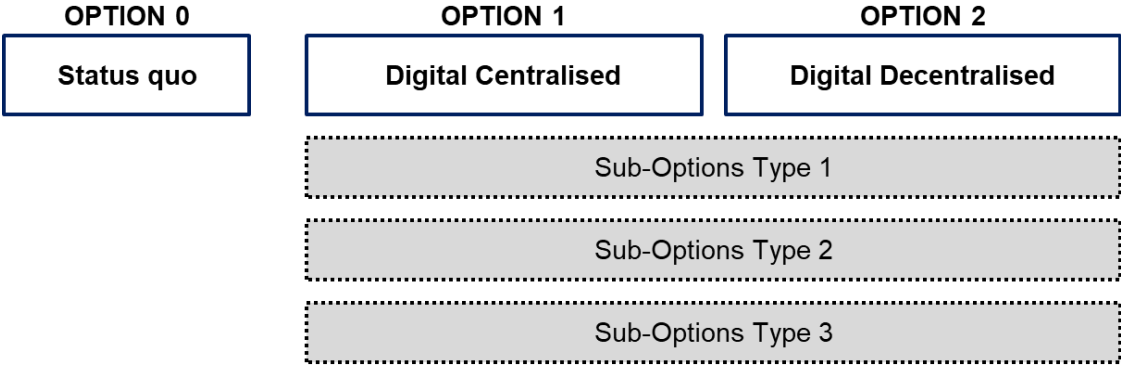 OPTION 0
OPTION 1
OPTION 2
Status quo
Digital Centralised
Digital Decentralised
Sub-Options Type 1
Sub-Options Type 2
Sub-Options Type 3